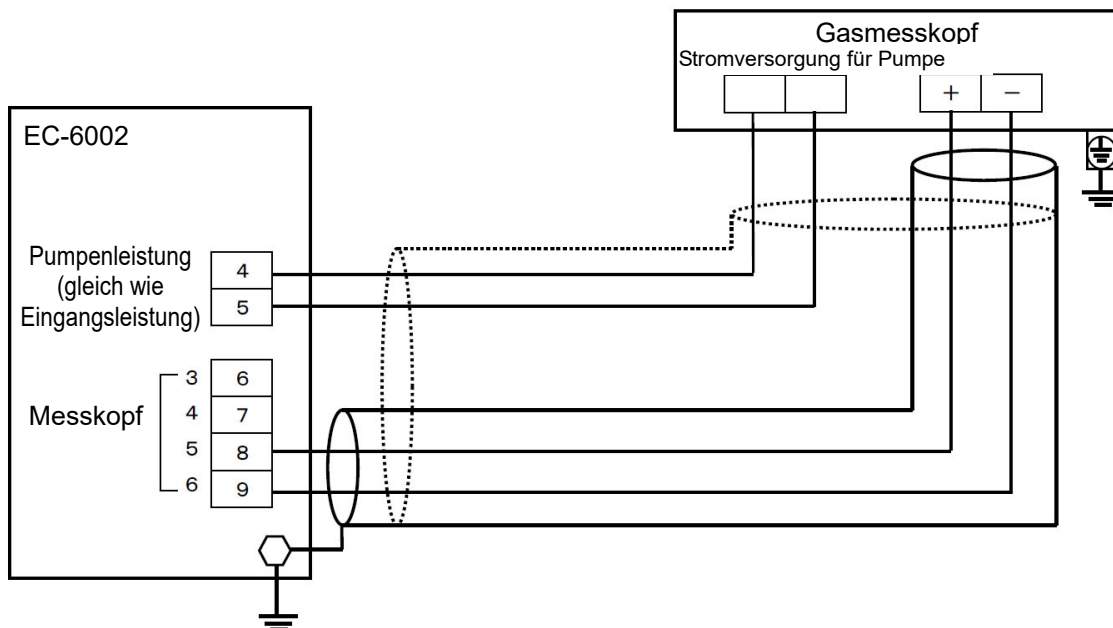 Gasmesskopf
Stromversorgung für Pumpe
+ −
EC-6002
Pumpenleistung
(gleich wie
Eingangsleistung)
4
5
Messkopf
3 6
4 7
5 8
6 9